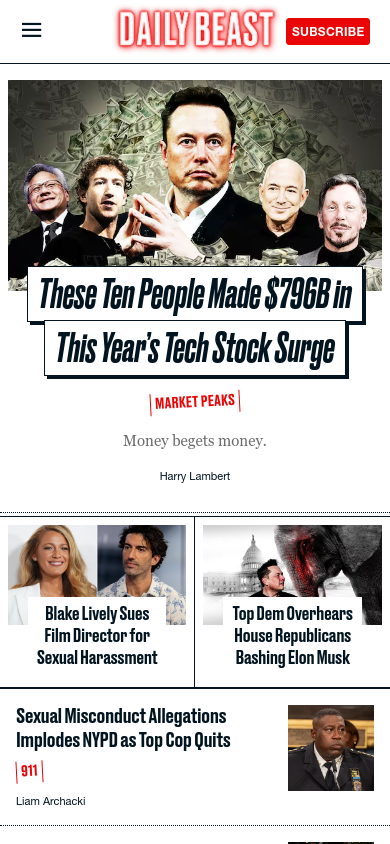 DAILY BEAST
SUBSCRIBE
These Ten People Made $796B in
This Year's Tech Stock Surge
MARKET PEAKS
Money begets money.
Harry Lambert
Blake Lively Sues
Film Director for
Sexual Harassment
Top Dem Overhears
House Republicans
Bashing Elon Musk
Sexual Misconduct Allegations
Implodes NYPD as Top Cop Quits
911
Liam Archacki